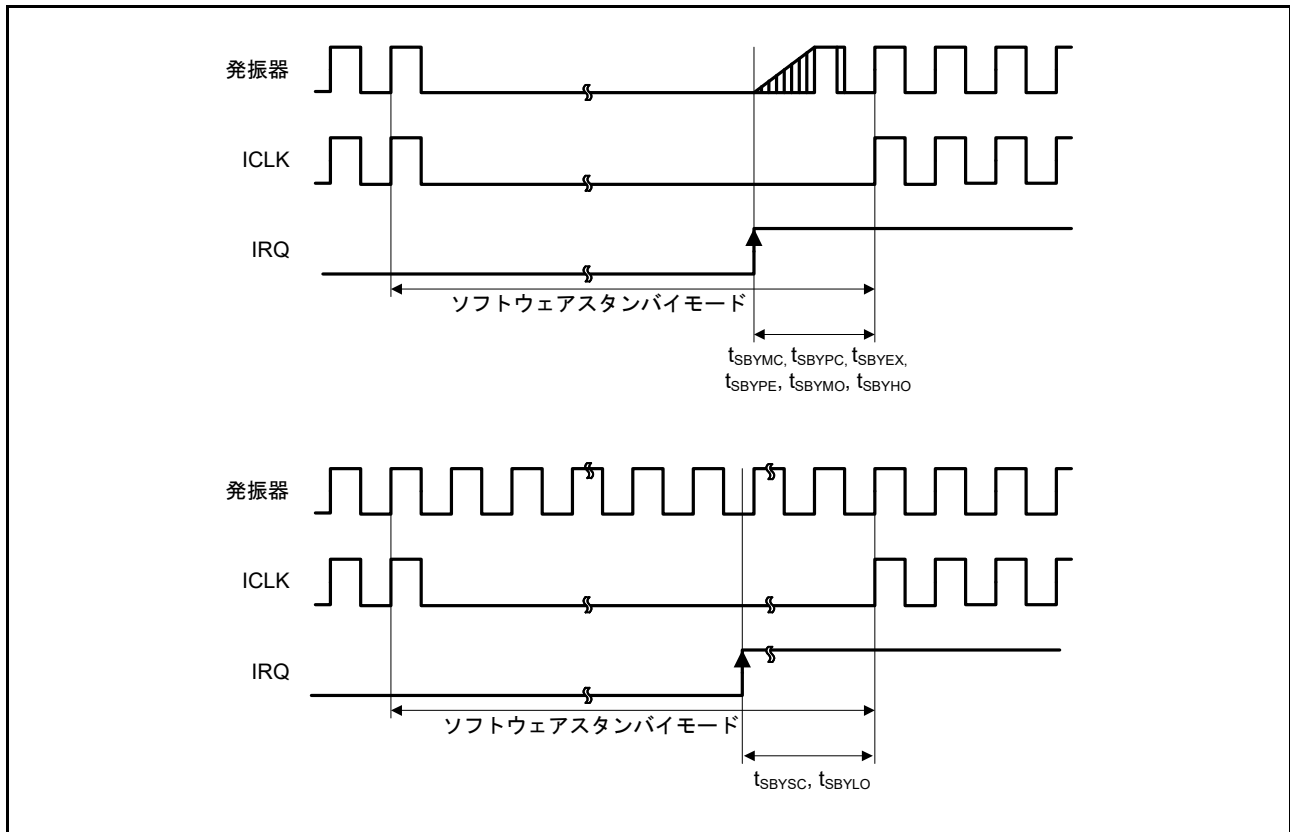 発振器
ICLK
IRQ
ソフトウェアスタンバイモード
tSBYMC, tSBYPC, tSBYEX,
tSBYPE, tSBYMO, tSBYHO
発振器
ICLK
IRQ
ソフトウェアスタンバイモード
tSBYSC, tSBYLO